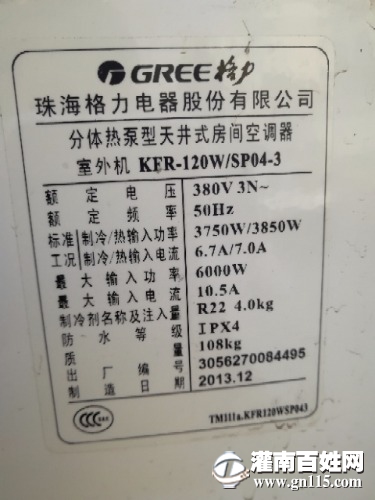 GREE格力
珠海格力电器股份有限公司
分体热泵型天井式房间空调器
室外机 KFR-120W/SP04-3
额定电压 380V 3N~
额定频率 50Hz
标准 制冷/热输入功率 3750W/3850W
工况 制冷/热输入电流 6.7A/7.0A
最大输入功率 6000W
最大输入电流 10.5A
制冷剂名称及注入量 R22 4.0kg
防水等级 IPX4
质量 108kg
出厂编号 3056270084495
制造日期 2013.12
CCC
TMIIIa.KFR120WSP043
灌南百姓网
www.gn115.com